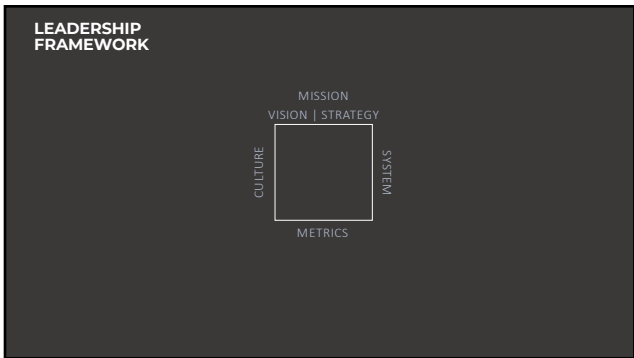 LEADERSHIP
FRAMEWORK
MISSION
VISION | STRATEGY
CULTURE
SYSTEM
METRICS